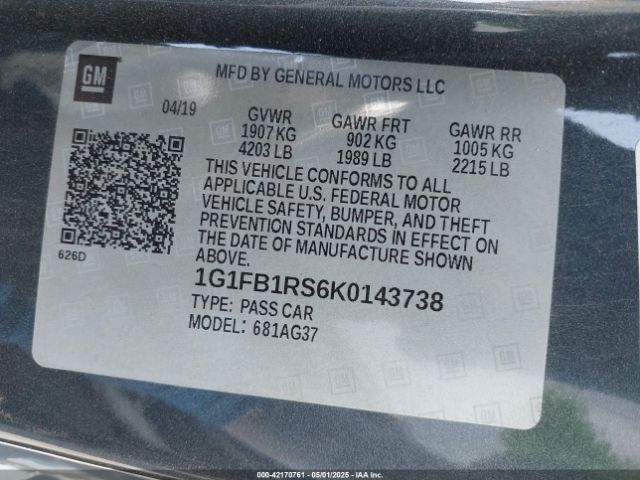 GM
MFD BY GENERAL MOTORS LLC
04/19
GVWR
1907 KG
4203 LB
GAWR FRT
902 KG
1989 LB
GAWR RR
1005 KG
2215 LB
THIS VEHICLE CONFORMS TO ALL
APPLICABLE U.S. FEDERAL MOTOR
VEHICLE SAFETY, BUMPER, AND THEFT
PREVENTION STANDARDS IN EFFECT ON
THE DATE OF MANUFACTURE SHOWN
ABOVE.
626D
1G1FB1RS6K0143738
TYPE: PASS CAR
MODEL: 681AG37
000-42170761 - 05/01/2025 - IAAI INC.